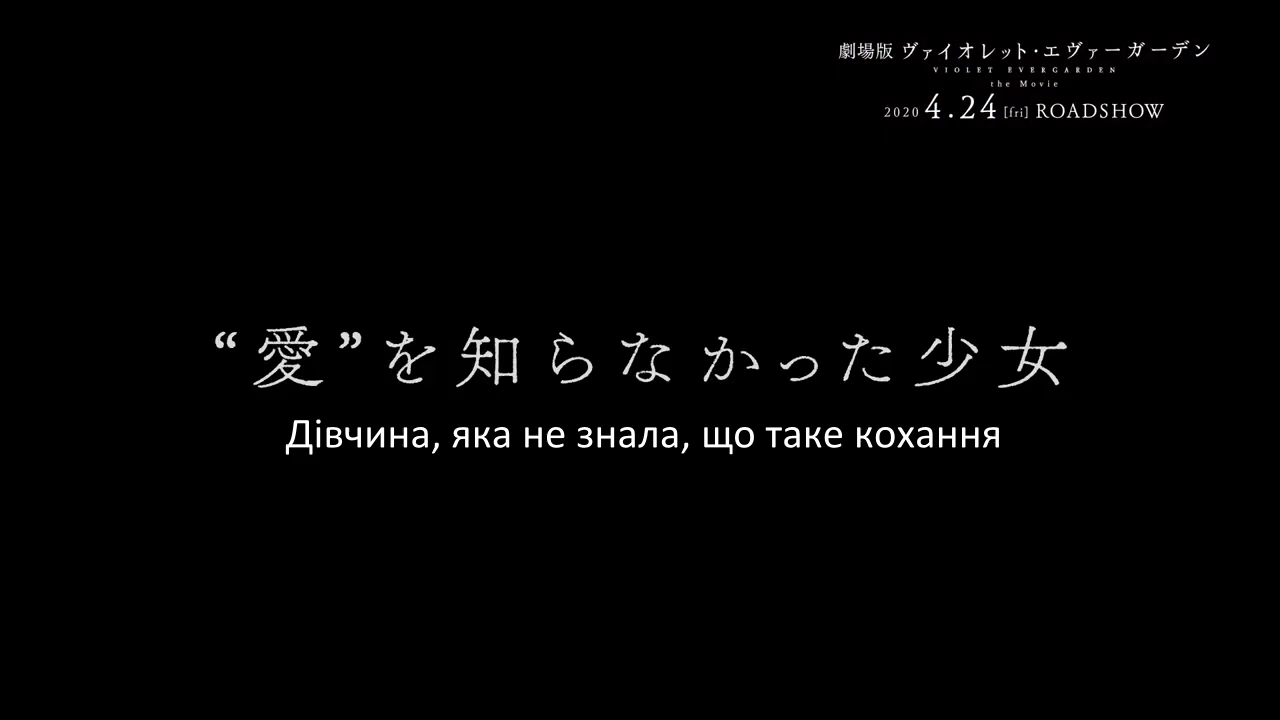 劇場版 ヴァイオレット・エヴァーガーデン
VIOLET EVERGARDEN
the Movie
2020 4.24 [fri] ROADSHOW
“愛”を知らなかった少女
Дівчина, яка не знала, що таке кохання